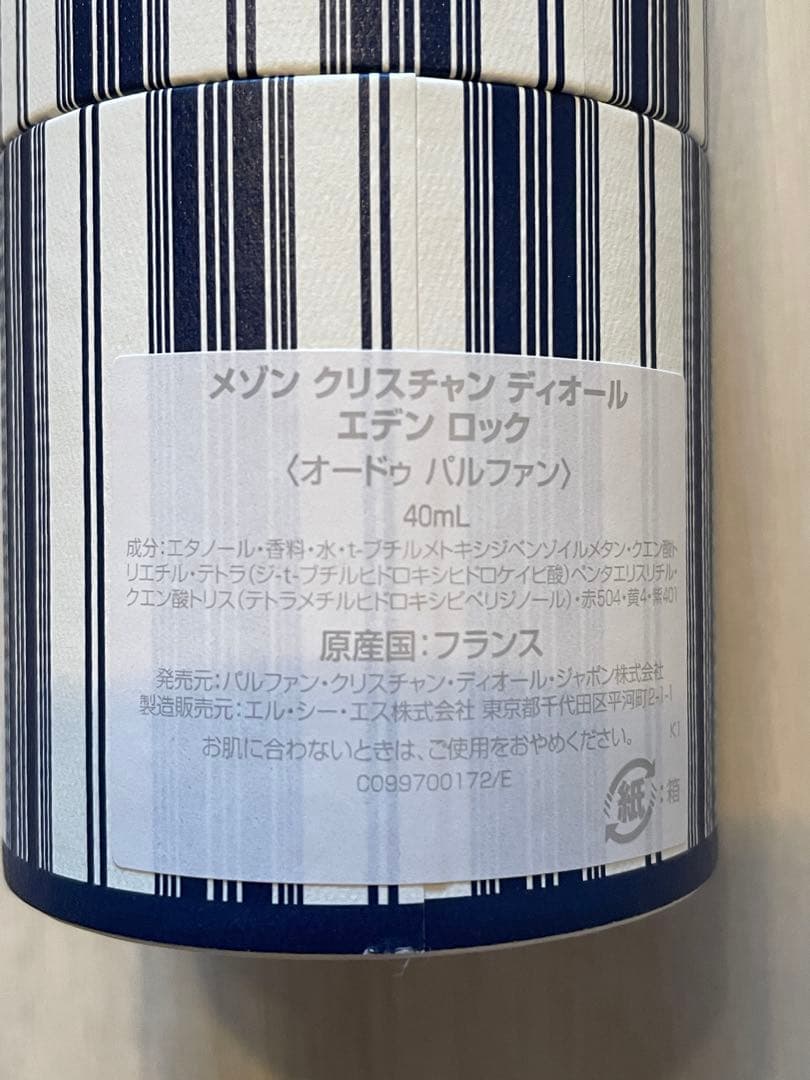 メゾン クリスチャン ディオール
エデン ロック
〈オードゥ パルファン〉
40mL
成分:エタノール・香料・水・t-ブチルメトキシジベンゾイルメタン・クエン酸ト
リエチル・テトラ(ジ-t-ブチルヒドロキシヒドロケイヒ酸)ペンタエリスリチル・
クエン酸トリス(テトラメチルヒドロキシピペリジノール)・赤504・黄4・紫401
原産国:フランス
発売元:パルファン・クリスチャン・ディオール・ジャポン株式会社
製造販売元:エル・シー・エス株式会社 東京都千代田区平河町2-1-1
K1
お肌に合わないときは、ご使用をおやめください。
C099700172/E
紙:箱